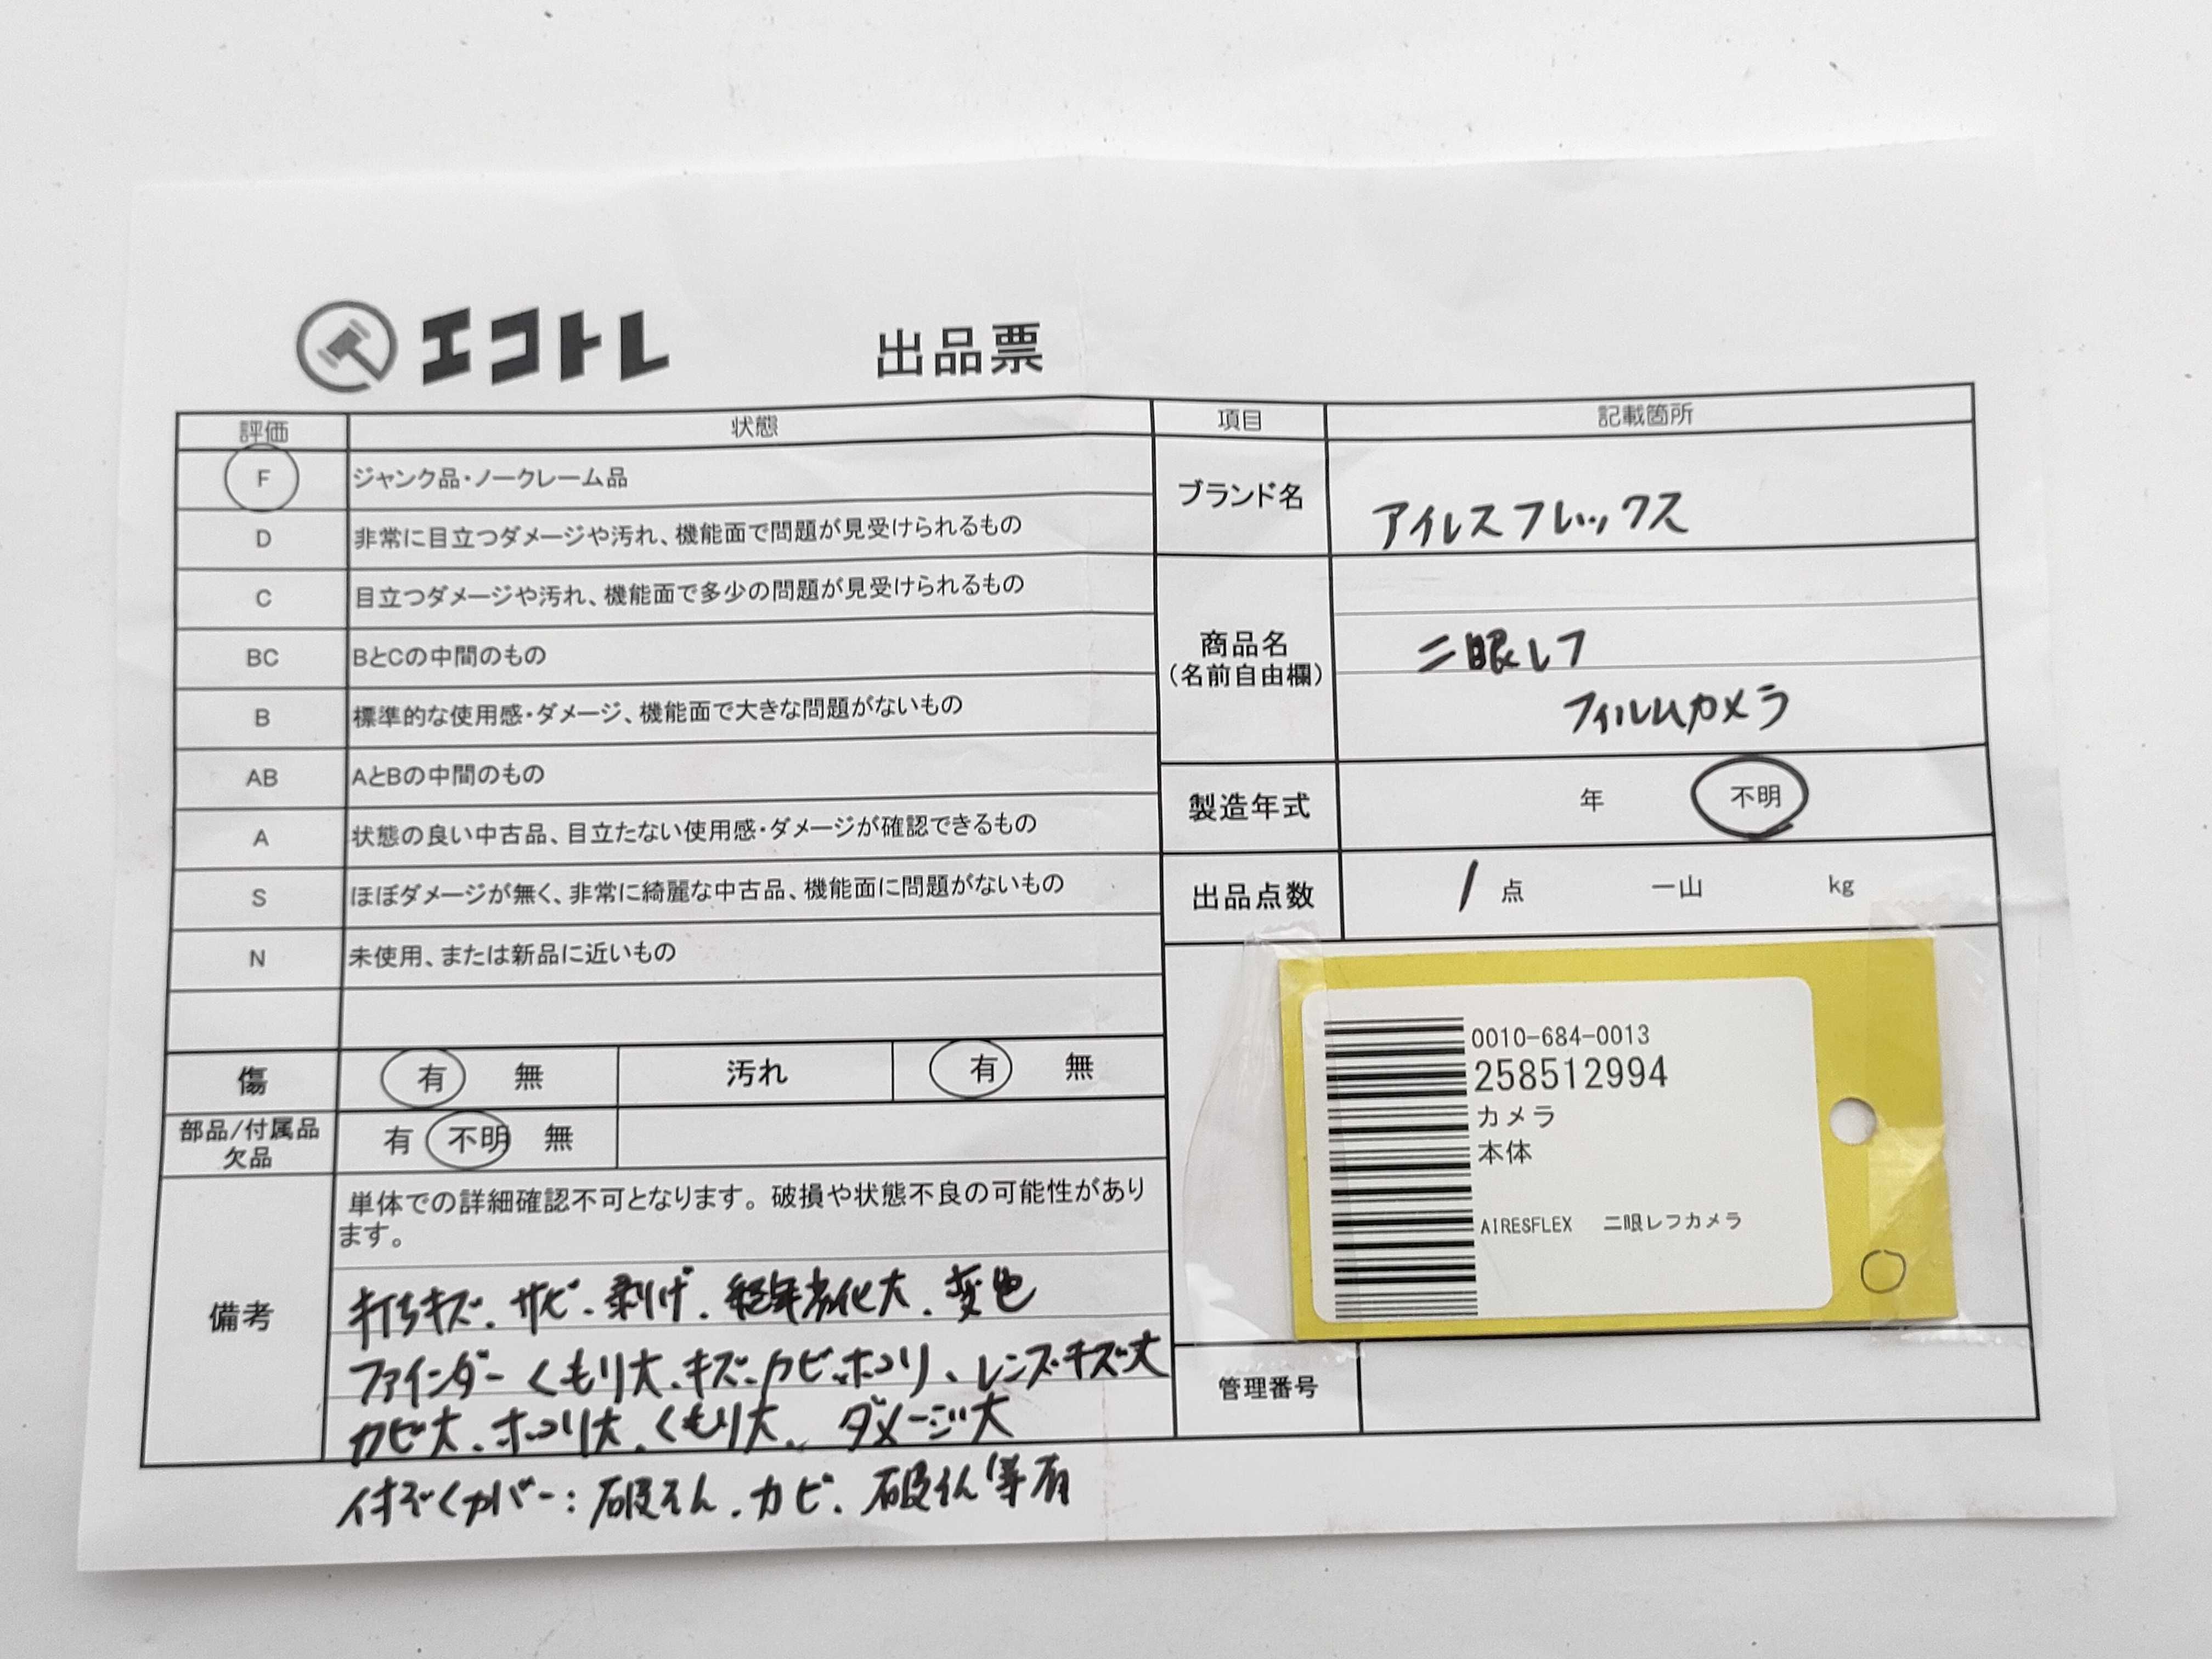 エコトレ 出品票
評価 状態
F ジャンク品・ノークレーム品
D 非常に目立つダメージや汚れ、機能面で問題が見受けられるもの
C 目立つダメージや汚れ、機能面で多少の問題が見受けられるもの
BC BとCの中間のもの
B 標準的な使用感・ダメージ、機能面で大きな問題がないもの
AB AとBの中間のもの
A 状態の良い中古品、目立たない使用感・ダメージが確認できるもの
S ほぼダメージが無く、非常に綺麗な中古品、機能面に問題がないもの
N 未使用、または新品に近いもの
傷 有 無 汚れ 有 無
部品/付属品
欠品
有 不明 無
備考
単体での詳細確認不可となります。破損や状態不良の可能性があり
ます。
打ちキズ、サビ、剥げ、経年劣化大、変色
ファインダーくもり大、キズ、カビ、ホコリ、レンズキズ大
カビ大、ホコリ大、くもり大、ダメージ大
付ぞくカバー:破そん、カビ、破そん等有
項目 記載箇所
ブランド名 アイレスフレックス
商品名
(名前自由欄)
二眼レフ
フィルムカメラ
製造年式 年 不明
出品点数 1点 一山 kg
0010-684-0013
258512994
カメラ
本体
AIRESFLEX 二眼レフカメラ
管理番号